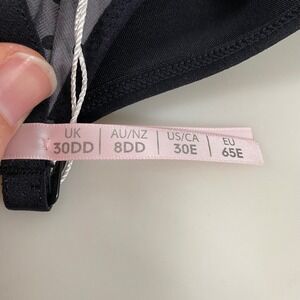 UK | AU/NZ | US/CA | EU
30DD | 8DD | 30E | 65E